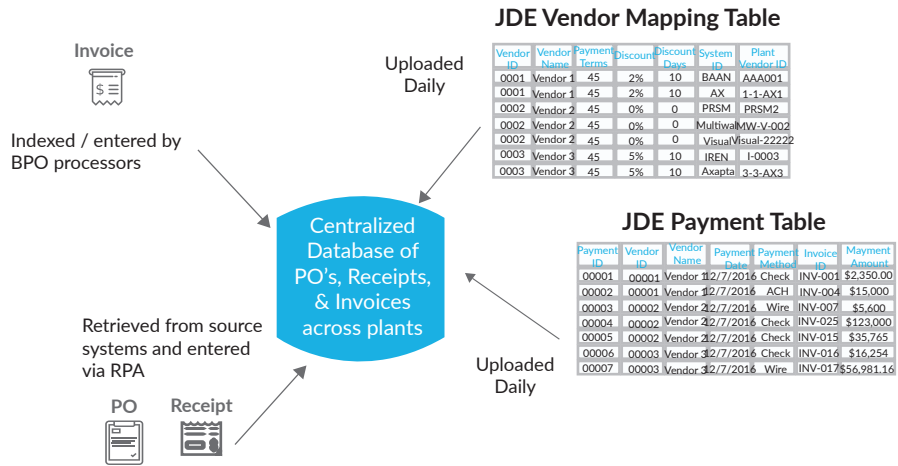 JDE Vendor Mapping Table
Invoice
$
Indexed / entered by
BPO processors
Uploaded
Daily
Vendor ID Vendor Name Payment Terms Discount Discount Days System ID Plant Vendor ID
0001 Vendor 1 45 2% 10 BAAN AAA001
0001 Vendor 1 45 2% 10 AX 1-1-AX1
0002 Vendor 2 45 0% 0 PRSM PRSM2
0002 Vendor 2 45 0% 0 Multiwal MW-V-002
0002 Vendor 2 45 0% 0 Visual Visual-22222
0003 Vendor 3 45 5% 10 IREN I-0003
0003 Vendor 3 45 5% 10 Axapta 3-3-AX3
Centralized
Database of
PO's, Receipts,
& Invoices
across plants
JDE Payment Table
Payment ID Vendor ID Vendor Name Payment Date Payment Method Invoice ID Mayment Amount
00001 00001 Vendor 1 12/7/2016 Check INV-001 $2,350.00
00002 00001 Vendor 1 12/7/2016 ACH INV-004 $15,000
00003 00002 Vendor 2 12/7/2016 Wire INV-007 $5,600
00004 00002 Vendor 2 12/7/2016 Check INV-025 $123,000
00005 00002 Vendor 2 12/7/2016 Check INV-015 $35,765
00006 00003 Vendor 3 12/7/2016 Check INV-016 $16,254
00007 00003 Vendor 3 12/7/2016 Wire INV-017 $56,981.16
Retrieved from source
systems and entered
via RPA
Uploaded
Daily
PO Receipt